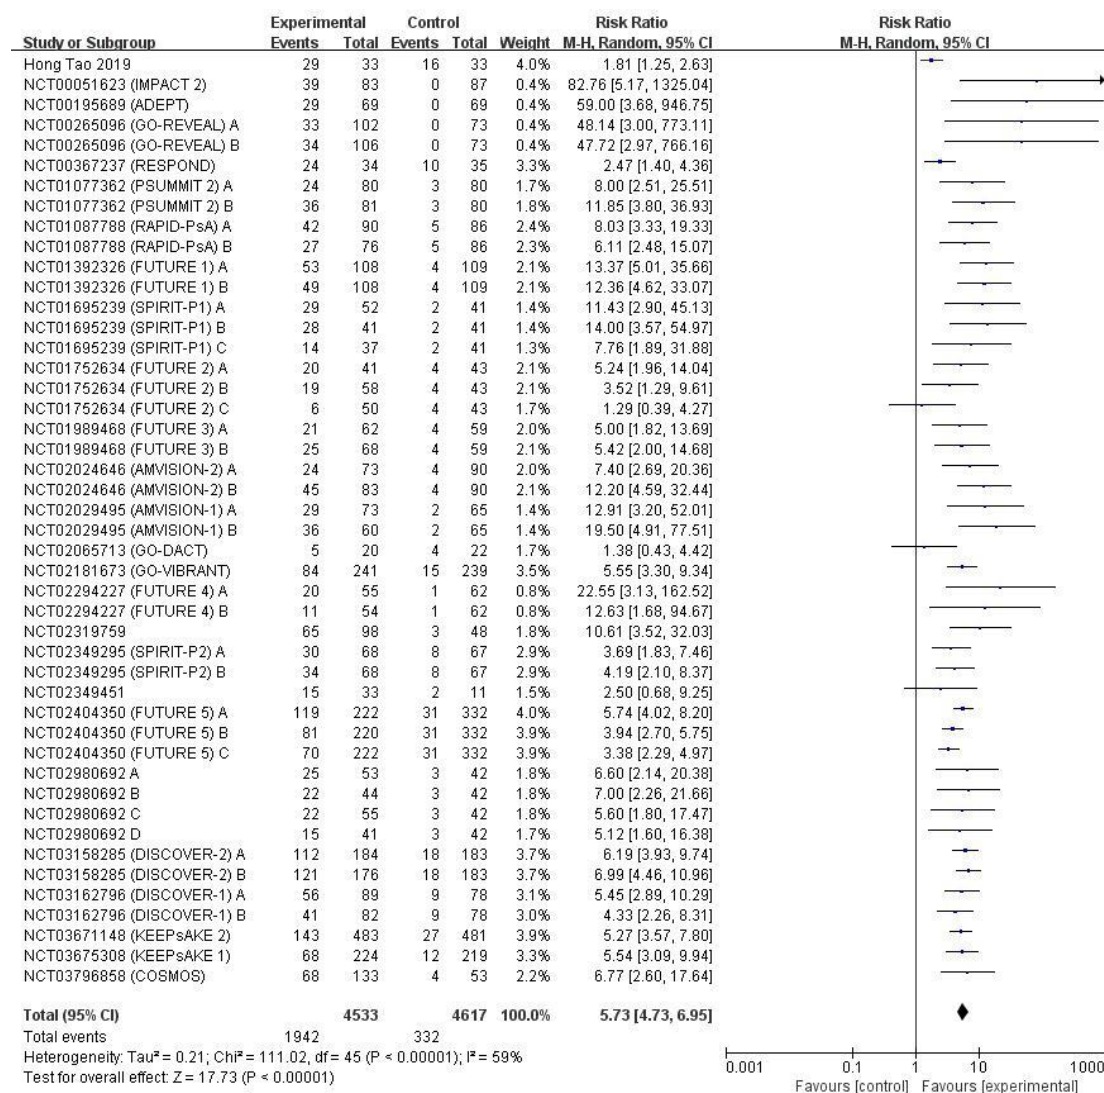 Experimental Control Risk Ratio Risk Ratio
Study or Subgroup Events Total Events Total Weight M-H, Random, 95% CI M-H, Random, 95% CI
Hong Tao 2019 29 33 16 33 4.0% 1.81 [1.25, 2.63]
NCT00051623 (IMPACT 2) 39 83 0 87 0.4% 82.76 [5.17, 1325.04]
NCT00195689 (ADEPT) 29 69 0 69 0.4% 59.00 [3.68, 946.75]
NCT00265096 (GO-REVEAL) A 33 102 0 73 0.4% 48.14 [3.00, 773.11]
NCT00265096 (GO-REVEAL) B 34 106 0 73 0.4% 47.72 [2.97, 766.16]
NCT00367237 (RESPOND) 24 34 10 35 3.3% 2.47 [1.40, 4.36]
NCT01077362 (PSUMMIT 2) A 24 80 3 80 1.7% 8.00 [2.51, 25.51]
NCT01077362 (PSUMMIT 2) B 36 81 3 80 1.8% 11.85 [3.80, 36.93]
NCT01087788 (RAPID-PsA) A 42 90 5 86 2.4% 8.03 [3.33, 19.33]
NCT01087788 (RAPID-PsA) B 27 76 5 86 2.3% 6.11 [2.48, 15.07]
NCT01392326 (FUTURE 1) A 53 108 4 109 2.1% 13.37 [5.01, 35.66]
NCT01392326 (FUTURE 1) B 49 108 4 109 2.1% 12.36 [4.62, 33.07]
NCT01695239 (SPIRIT-P1) A 29 52 2 41 1.4% 11.43 [2.90, 45.13]
NCT01695239 (SPIRIT-P1) B 28 41 2 41 1.4% 14.00 [3.57, 54.97]
NCT01695239 (SPIRIT-P1) C 14 37 2 41 1.3% 7.76 [1.89, 31.88]
NCT01752634 (FUTURE 2) A 20 41 4 43 2.1% 5.24 [1.96, 14.04]
NCT01752634 (FUTURE 2) B 19 58 4 43 2.1% 3.52 [1.29, 9.61]
NCT01752634 (FUTURE 2) C 6 50 4 43 1.7% 1.29 [0.39, 4.27]
NCT01989468 (FUTURE 3) A 21 62 4 59 2.0% 5.00 [1.82, 13.69]
NCT01989468 (FUTURE 3) B 25 68 4 59 2.1% 5.42 [2.00, 14.68]
NCT02024646 (AMVISION-2) A 24 73 4 90 2.0% 7.40 [2.69, 20.36]
NCT02024646 (AMVISION-2) B 45 83 4 90 2.1% 12.20 [4.59, 32.44]
NCT02029495 (AMVISION-1) A 29 73 2 65 1.4% 12.91 [3.20, 52.01]
NCT02029495 (AMVISION-1) B 36 60 2 65 1.4% 19.50 [4.91, 77.51]
NCT02065713 (GO-DACT) 5 20 4 22 1.7% 1.38 [0.43, 4.42]
NCT02181673 (GO-VIBRANT) 84 241 15 239 3.5% 5.55 [3.30, 9.34]
NCT02294227 (FUTURE 4) A 20 55 1 62 0.8% 22.55 [3.13, 162.52]
NCT02294227 (FUTURE 4) B 11 54 1 62 0.8% 12.63 [1.68, 94.67]
NCT02319759 65 98 3 48 1.8% 10.61 [3.52, 32.03]
NCT02349295 (SPIRIT-P2) A 30 68 8 67 2.9% 3.69 [1.83, 7.46]
NCT02349295 (SPIRIT-P2) B 34 68 8 67 2.9% 4.19 [2.10, 8.37]
NCT02349451 15 33 2 11 1.5% 2.50 [0.68, 9.25]
NCT02404350 (FUTURE 5) A 119 222 31 332 4.0% 5.74 [4.02, 8.20]
NCT02404350 (FUTURE 5) B 81 220 31 332 3.9% 3.94 [2.70, 5.75]
NCT02404350 (FUTURE 5) C 70 222 31 332 3.9% 3.38 [2.29, 4.97]
NCT02980692 A 25 53 3 42 1.8% 6.60 [2.14, 20.38]
NCT02980692 B 22 44 3 42 1.8% 7.00 [2.26, 21.66]
NCT02980692 C 22 55 3 42 1.8% 5.60 [1.80, 17.47]
NCT02980692 D 15 41 3 42 1.7% 5.12 [1.60, 16.38]
NCT03158285 (DISCOVER-2) A 112 184 18 183 3.7% 6.19 [3.93, 9.74]
NCT03158285 (DISCOVER-2) B 121 176 18 183 3.7% 6.99 [4.46, 10.96]
NCT03162796 (DISCOVER-1) A 56 89 9 78 3.1% 5.45 [2.89, 10.29]
NCT03162796 (DISCOVER-1) B 41 82 9 78 3.0% 4.33 [2.26, 8.31]
NCT03671148 (KEEPsAKE 2) 143 483 27 481 3.9% 5.27 [3.57, 7.80]
NCT03675308 (KEEPsAKE 1) 68 224 12 219 3.1% 5.54 [3.09, 9.94]
NCT03796858 (COSMOS) 68 133 4 53 2.2% 6.77 [2.60, 17.64]
Total (95% CI) 4533 4617 100.0% 5.73 [4.73, 6.95]
Total events 1942 332
Heterogeneity: Tau² = 0.21; Chi² = 111.02, df = 45 (P < 0.00001); I² = 59%
Test for overall effect: Z = 17.73 (P < 0.00001)
0.001 0.1 1 10 1000
Favours [control] Favours [experimental]